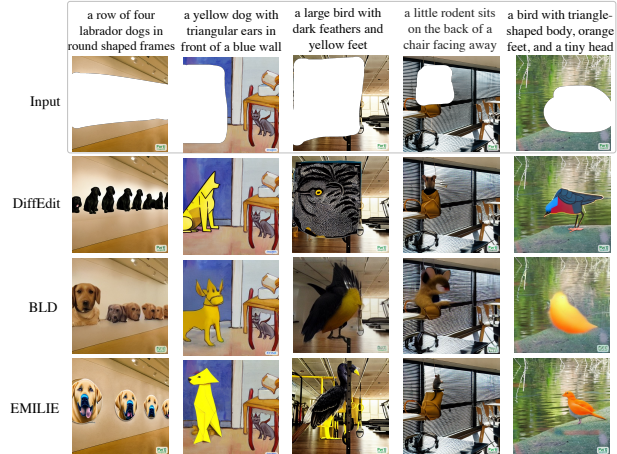 a row of four
labrador dogs in
round shaped frames
a yellow dog with
triangular ears in
front of a blue wall
a large bird with
dark feathers and
yellow feet
a little rodent sits
on the back of a
chair facing away
a bird with triangle-
shaped body, orange
feet, and a tiny head
Input
DiffEdit
BLD
EMILIE